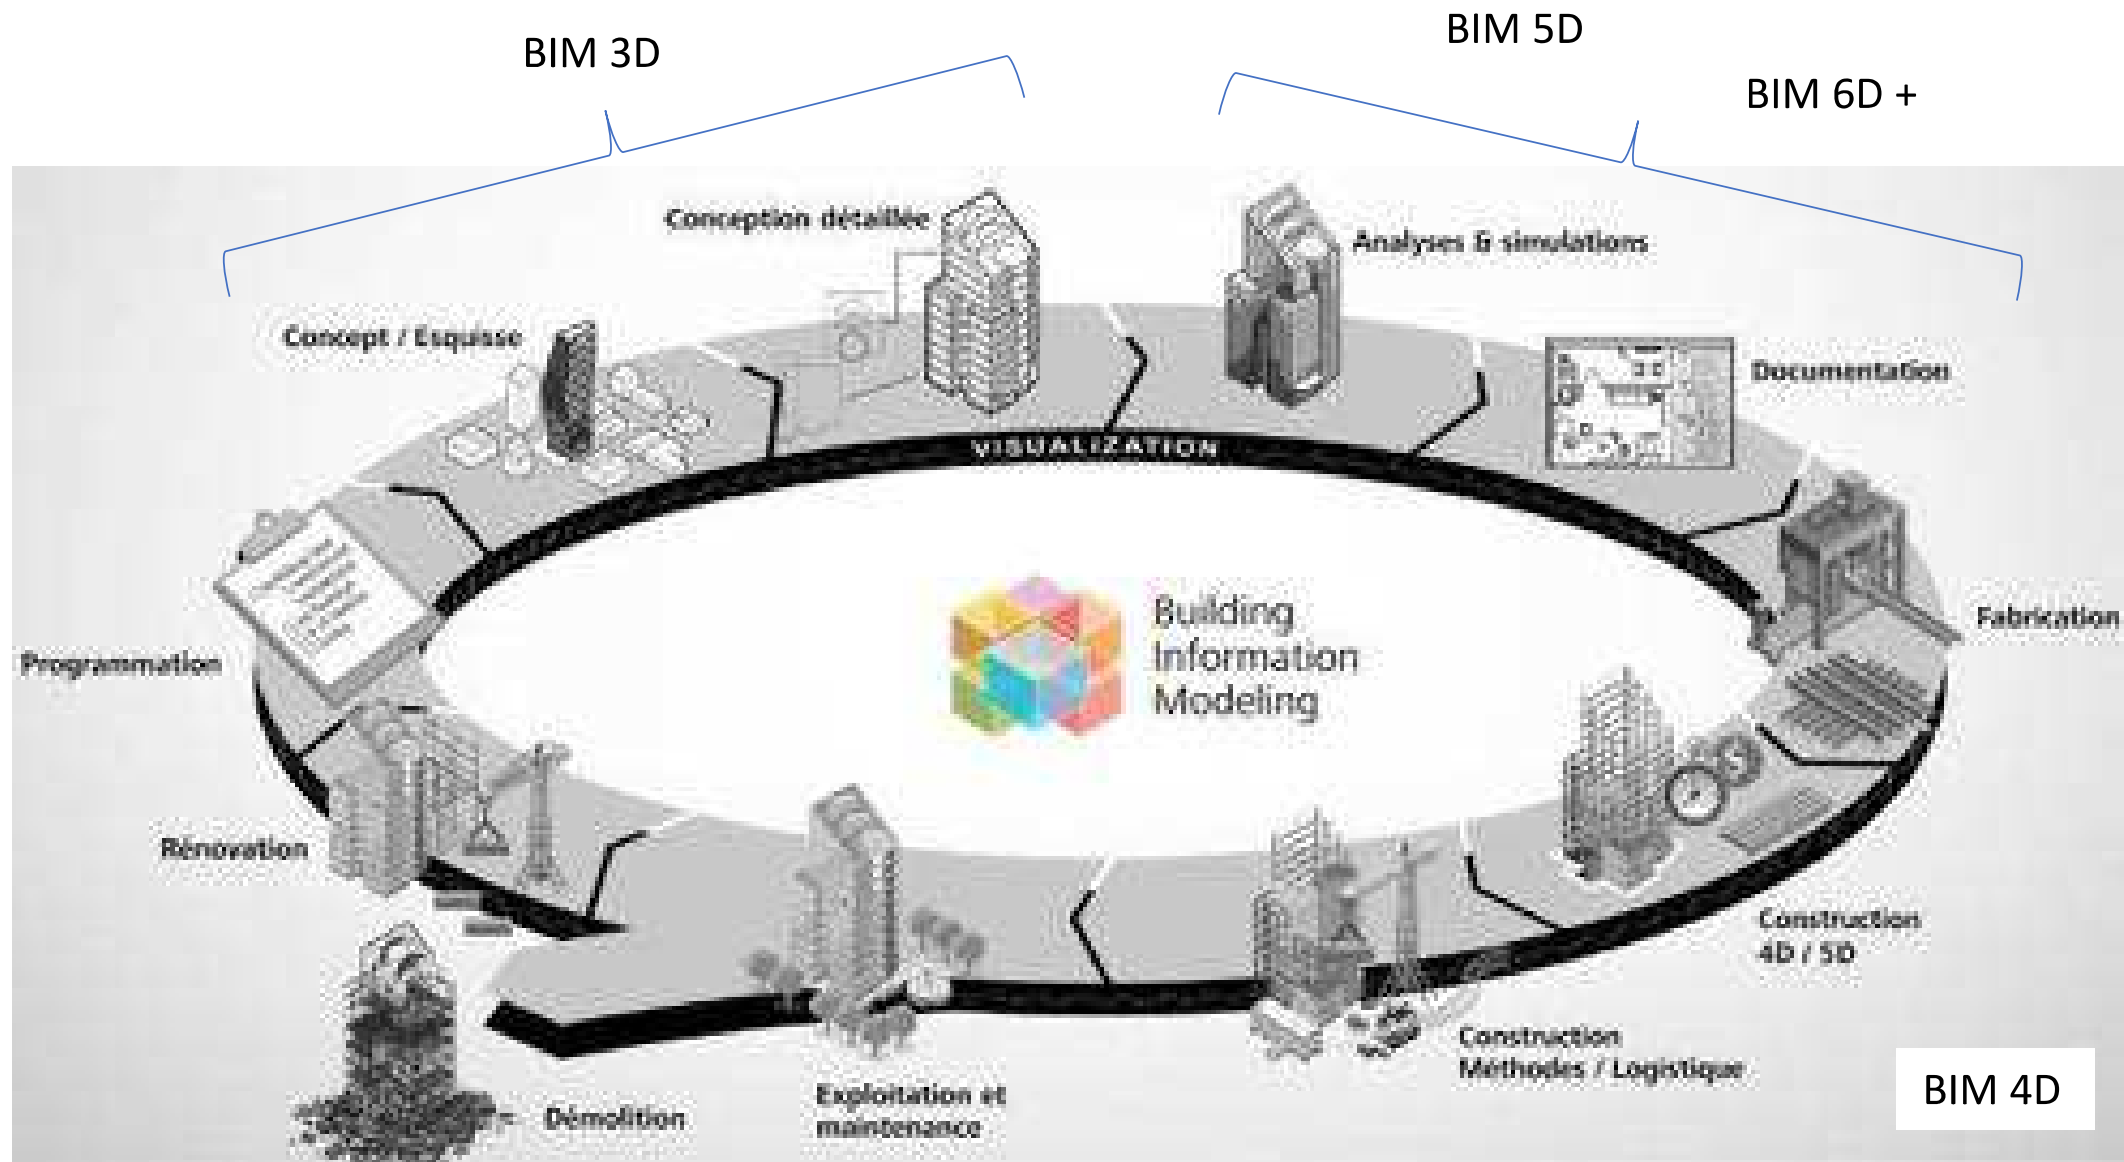 BIM 3D
BIM 5D
BIM 6D +
Conception détaillée
Analyses & simulations
Concept / Esquisse
Documentation
VISUALIZATION
Building
Information
Modeling
Fabrication
Programmation
Rénovation
Construction
4D / 5D
Construction
Méthodes / Logistique
BIM 4D
Exploitation et
maintenance
Démolition